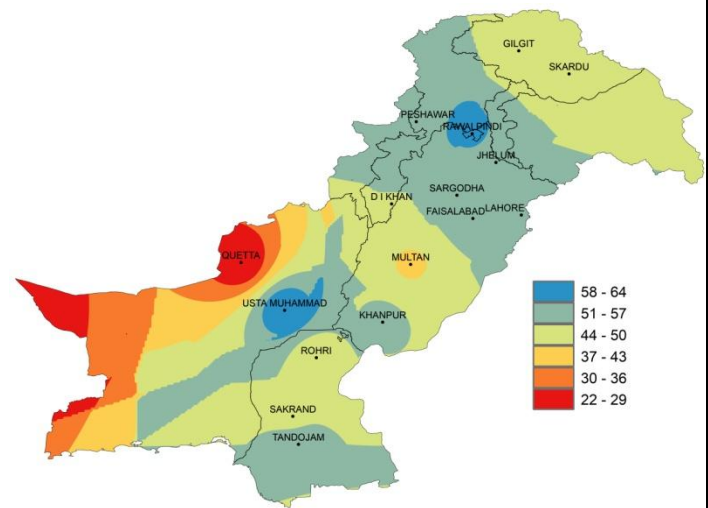 GILGIT
SKARDU
PESHAWAR
RAWALPINDI
JHELUM
D I KHAN
SARGODHA
FAISALABAD
LAHORE
QUETTA
MULTAN
USTA MUHAMMAD
KHANPUR
ROHRI
SAKRAND
TANDOJAM
58 - 64
51 - 57
44 - 50
37 - 43
30 - 36
22 - 29